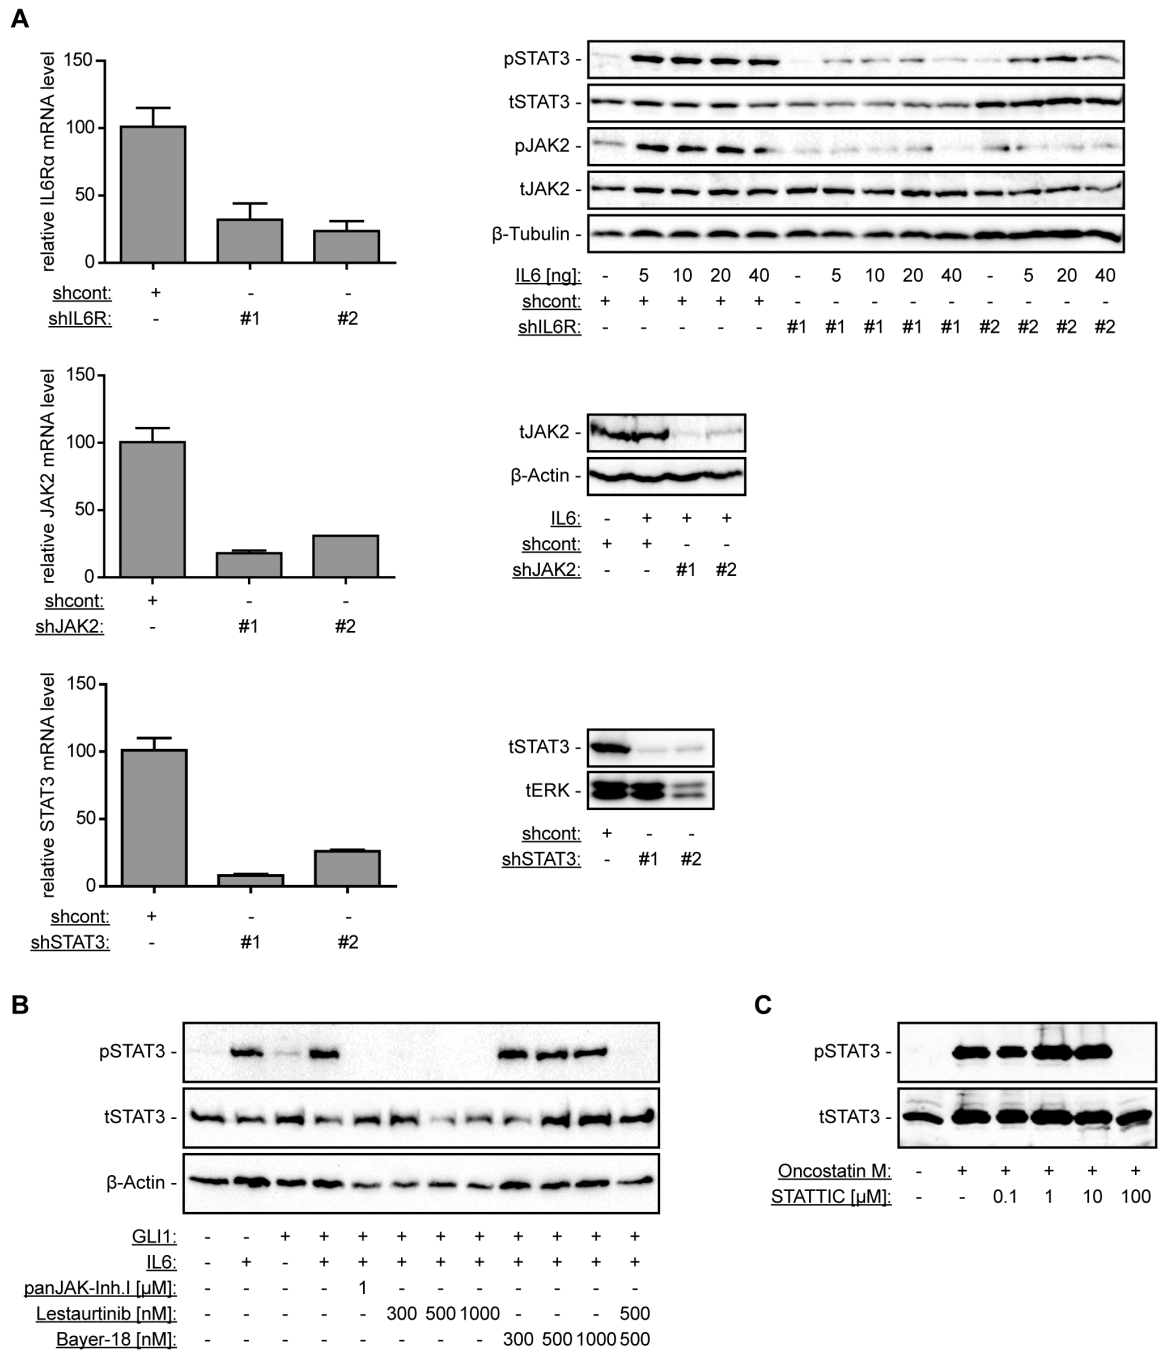 A
relative IL6Rα mRNA level
150
100
50
0
shcont: + - -
shIL6R: - #1 #2
pSTAT3 -
tSTAT3 -
pJAK2 -
tJAK2 -
β-Tubulin -
IL6 [ng]: - 5 10 20 40 - 5 10 20 40 - 5 20 40
shcont: + + + + + - - - - - - - - -
shIL6R: - - - - - #1 #1 #1 #1 #1 #2 #2 #2 #2
relative JAK2 mRNA level
150
100
50
0
shcont: + - -
shJAK2: - #1 #2
tJAK2 -
β-Actin -
IL6: - + + +
shcont: + + - -
shJAK2: - - #1 #2
relative STAT3 mRNA level
150
100
50
0
shcont: + - -
shSTAT3: - #1 #2
tSTAT3 -
tERK -
shcont: + - -
shSTAT3: - #1 #2
B
pSTAT3 -
tSTAT3 -
β-Actin -
GLI1: - - + + + + + + + + + +
IL6: - + - + + + + + + + + +
panJAK-Inh.I [µM]: - - - - 1 - - - - - - -
Lestaurtinib [nM]: - - - - - 300 500 1000 - - - 500
Bayer-18 [nM]: - - - - - - - - 300 500 1000 500
C
pSTAT3 -
tSTAT3 -
Oncostatin M: - + + + + +
STATTIC [µM]: - - 0.1 1 10 100